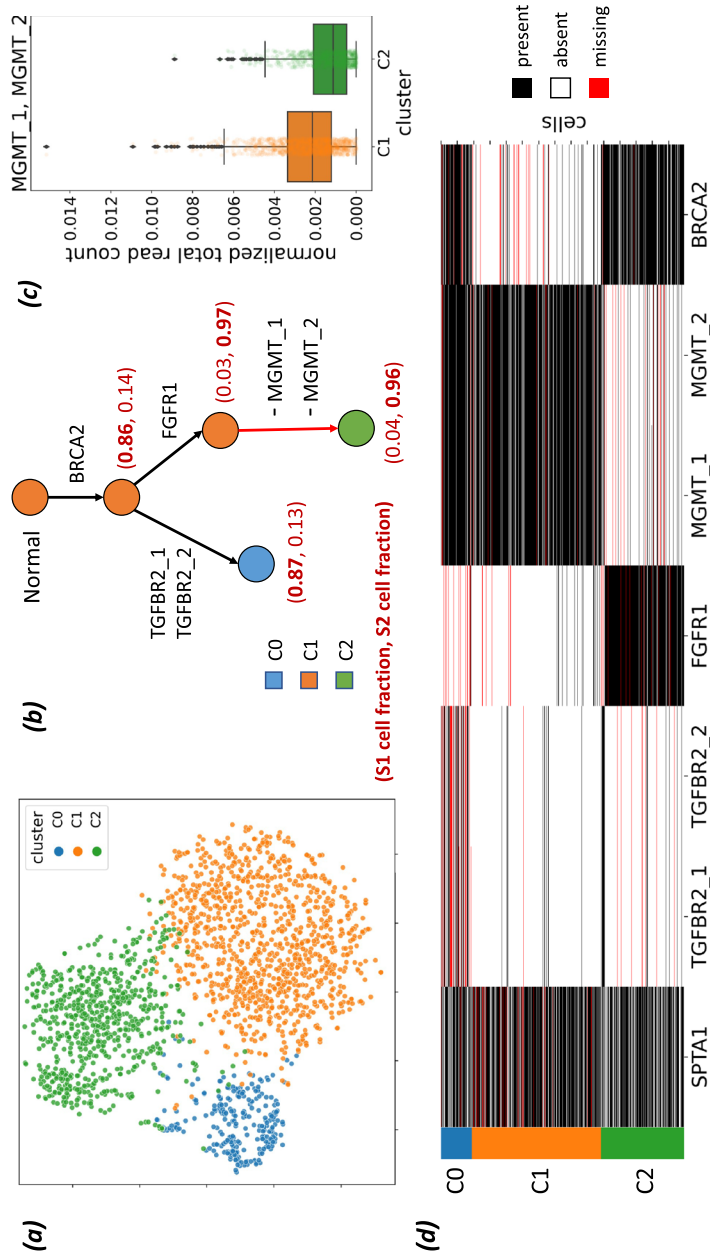 (a)
cluster
C0
C1
C2
(b)
Normal
BRCA2
(0.86, 0.14)
TGFBR2_1
TGFBR2_2
FGFR1
(0.87, 0.13)
(0.03, 0.97)
- MGMT_1
- MGMT_2
(0.04, 0.96)
C0
C1
C2
(S1 cell fraction, S2 cell fraction)
(c)
MGMT_1, MGMT_2
normalized total read count
0.014
0.012
0.010
0.008
0.006
0.004
0.002
0.000
C1
C2
cluster
(d)
C0
C1
C2
SPTA1
TGFBR2_1
TGFBR2_2
FGFR1
MGMT_1
MGMT_2
BRCA2
cells
present
absent
missing